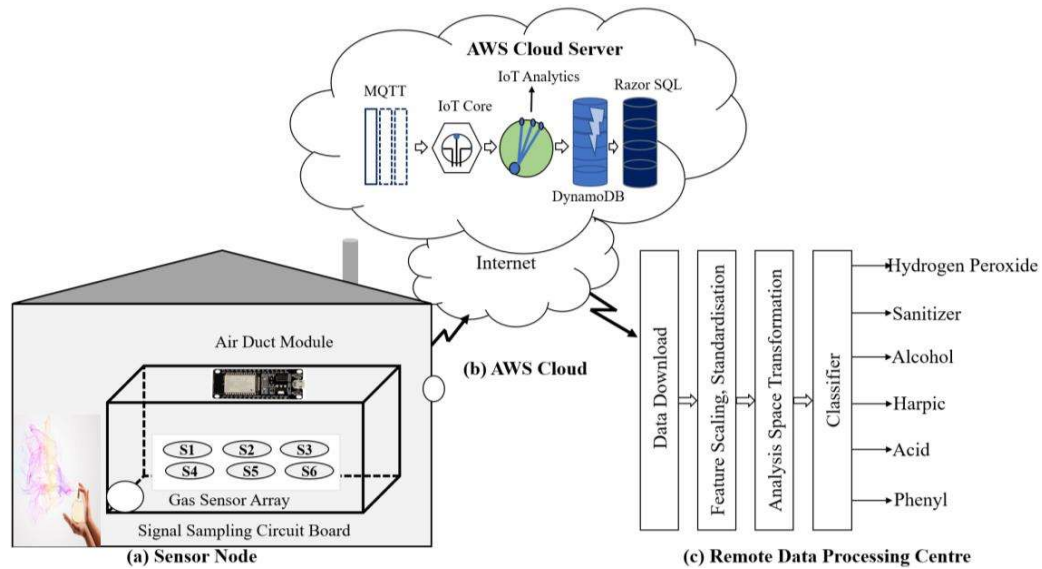 AWS Cloud Server
IoT Analytics
Razor SQL
MQTT
IoT Core
DynamoDB
Internet
(b) AWS Cloud
Air Duct Module
S1 S2 S3
S4 S5 S6
Gas Sensor Array
Signal Sampling Circuit Board
(a) Sensor Node
Data Download
Feature Scaling, Standardisation
Analysis Space Transformation
Classifier
Hydrogen Peroxide
Sanitizer
Alcohol
Harpic
Acid
Phenyl
(c) Remote Data Processing Centre